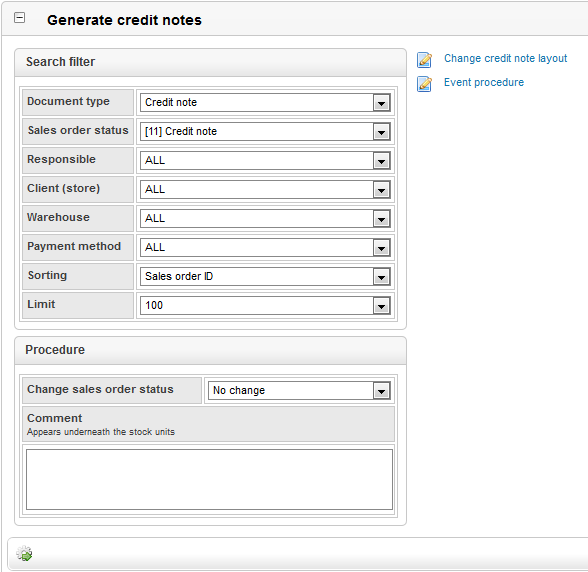 Generate credit notes
Search filter
Change credit note layout
Event procedure
Document type Credit note
Sales order status [11] Credit note
Responsible ALL
Client (store) ALL
Warehouse ALL
Payment method ALL
Sorting Sales order ID
Limit 100
Procedure
Change sales order status No change
Comment
Appears underneath the stock units